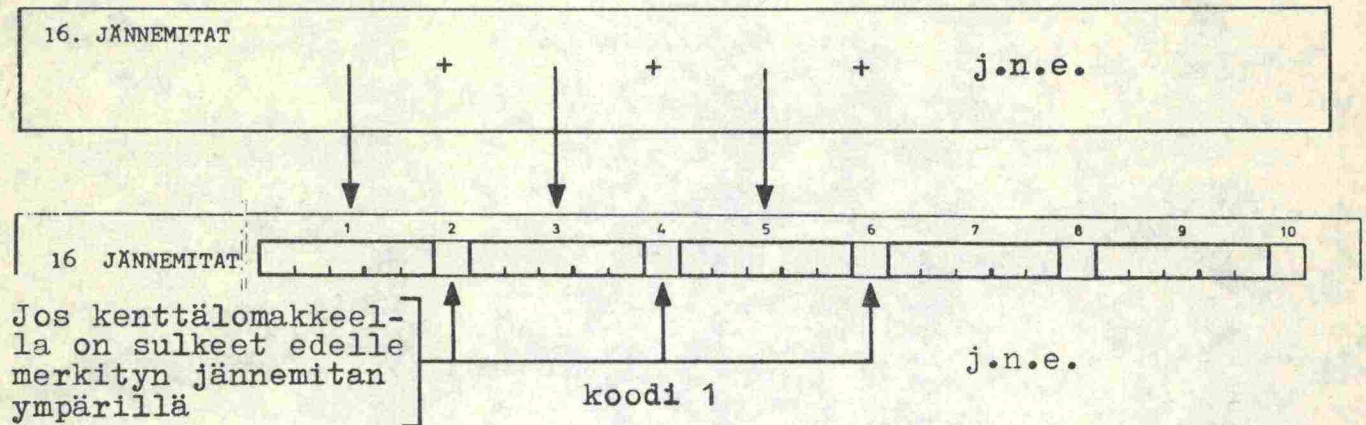 16. JÄNNEMITAT
+ + + j.n.e.
1 2 3 4 5 6 7 8 9 10
16 JÄNNEMITAT
Jos kenttälomakkeel-
la on sulkeet edelle
merkityn jännemitan
ympärillä
koodi 1
j.n.e.